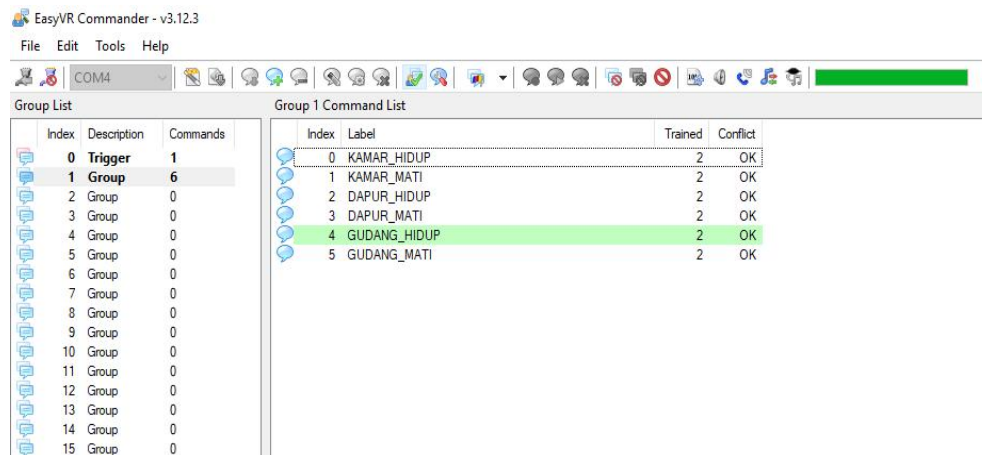 EasyVR Commander - v3.12.3
File Edit Tools Help
COM4
Group List
Index Description Commands
0 Trigger 1
1 Group 6
2 Group 0
3 Group 0
4 Group 0
5 Group 0
6 Group 0
7 Group 0
8 Group 0
9 Group 0
10 Group 0
11 Group 0
12 Group 0
13 Group 0
14 Group 0
15 Group 0
Group 1 Command List
Index Label Trained Conflict
0 KAMAR_HIDUP 2 OK
1 KAMAR_MATI 2 OK
2 DAPUR_HIDUP 2 OK
3 DAPUR_MATI 2 OK
4 GUDANG_HIDUP 2 OK
5 GUDANG_MATI 2 OK